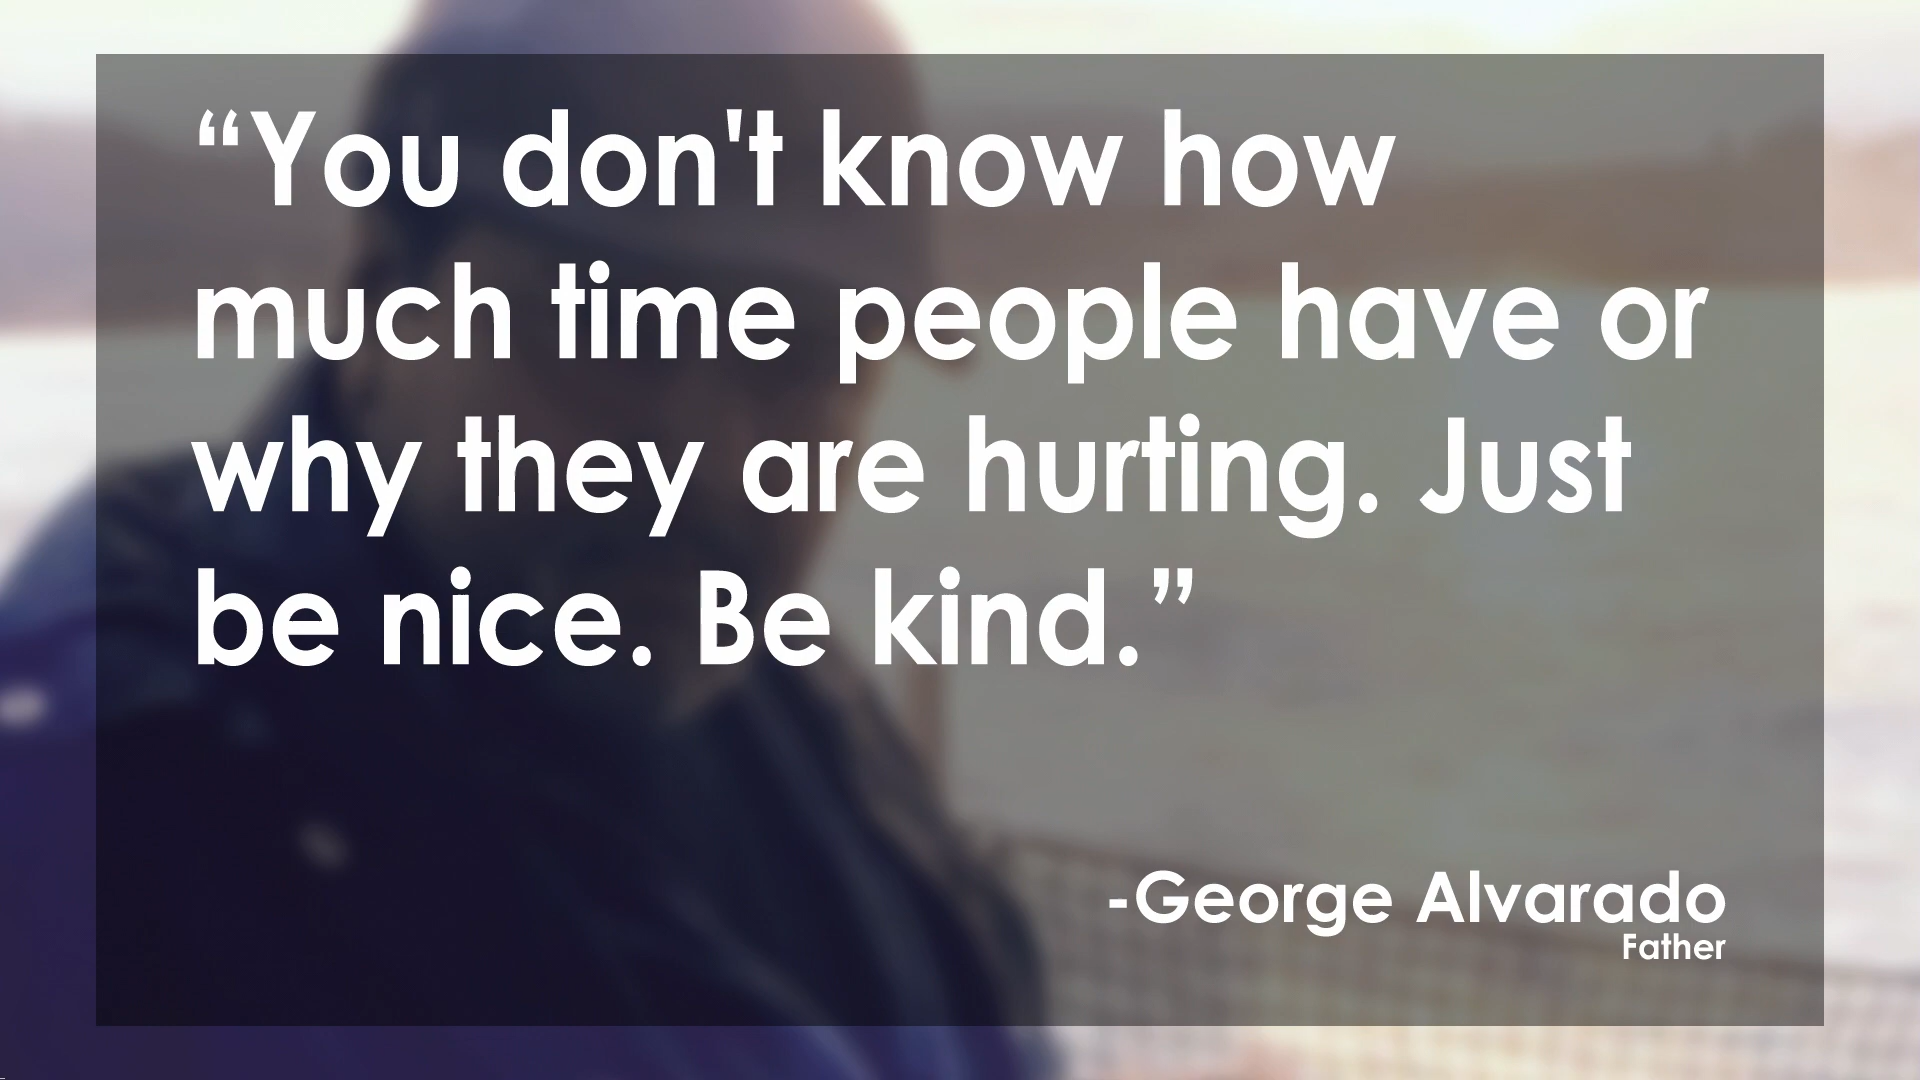 “You don't know how
much time people have or
why they are hurting. Just
be nice. Be kind.”
-George Alvarado
Father